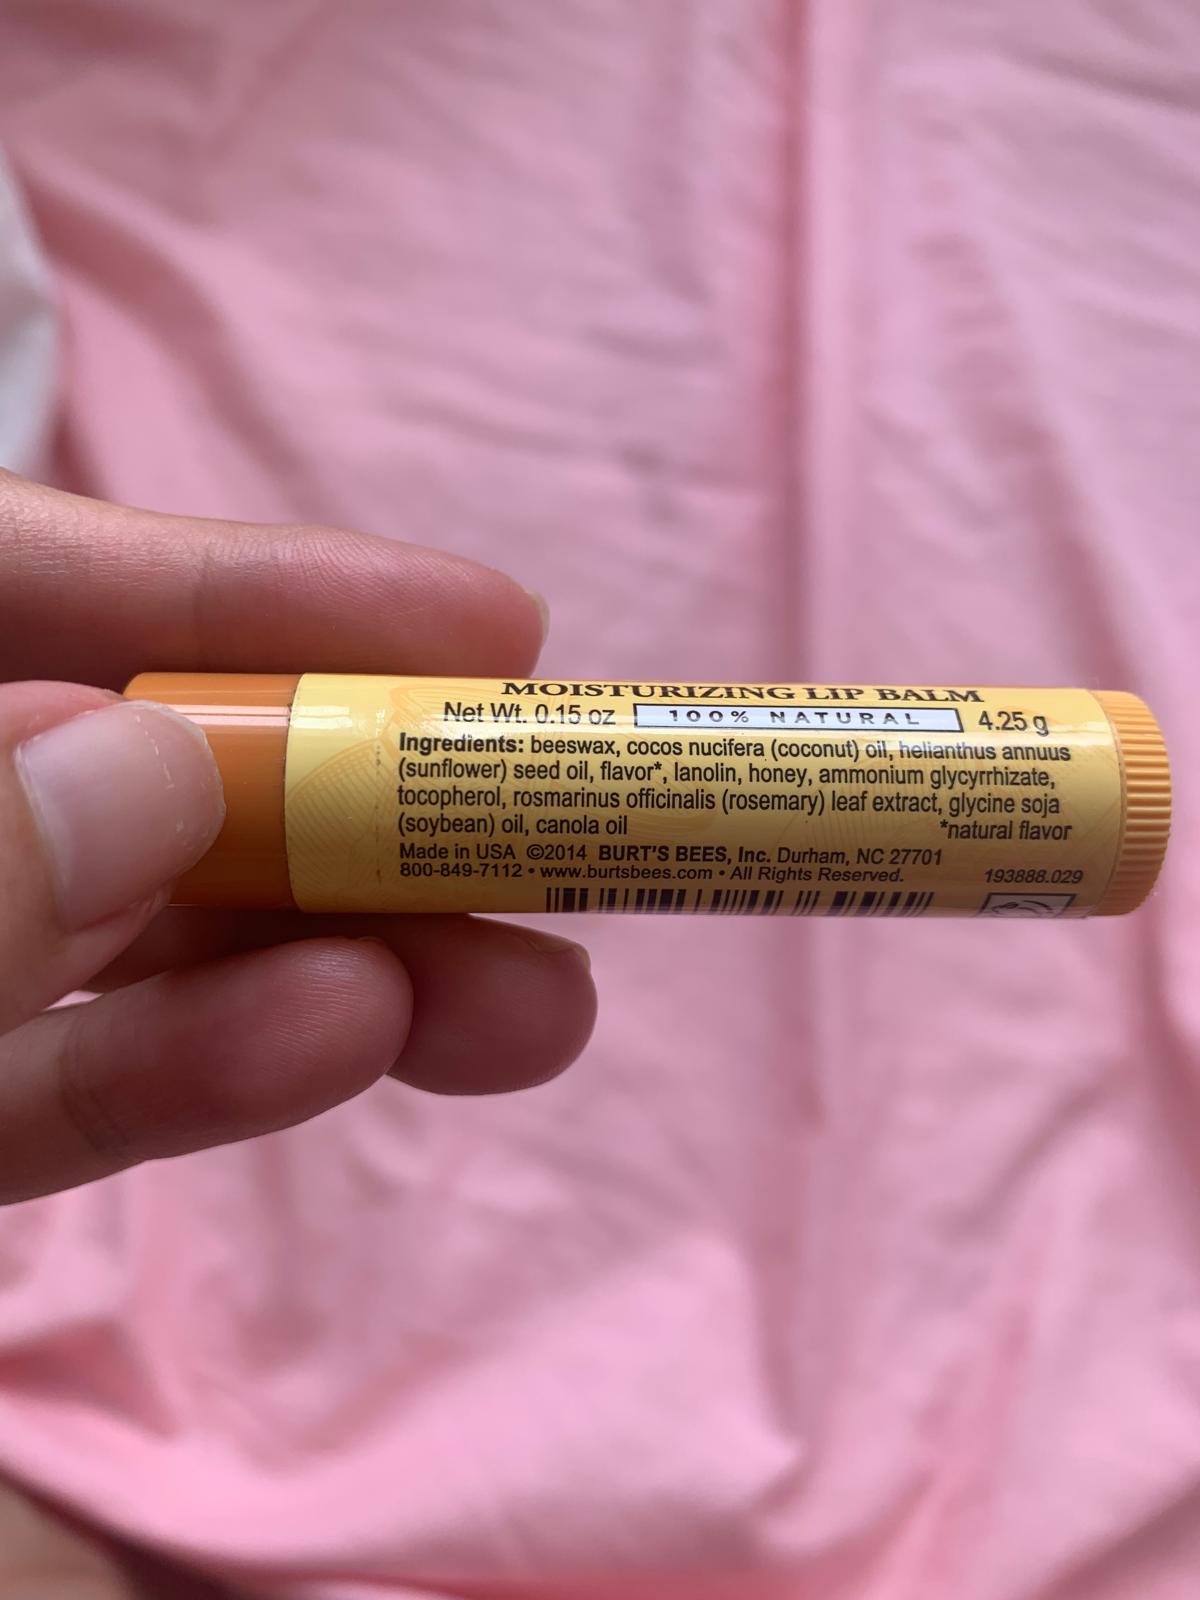 MOISTURIZING LIP BALM
Net Wt. 0.15 oz 100% NATURAL 4.25 g
Ingredients: beeswax, cocos nucifera (coconut) oil, helianthus annuus
(sunflower) seed oil, flavor*, lanolin, honey, ammonium glycyrrhizate,
tocopherol, rosmarinus officinalis (rosemary) leaf extract, glycine soja
(soybean) oil, canola oil *natural flavor
Made in USA ©2014 BURT'S BEES, Inc. Durham, NC 27701
800-849-7112 • www.burtsbees.com • All Rights Reserved. 193888.029